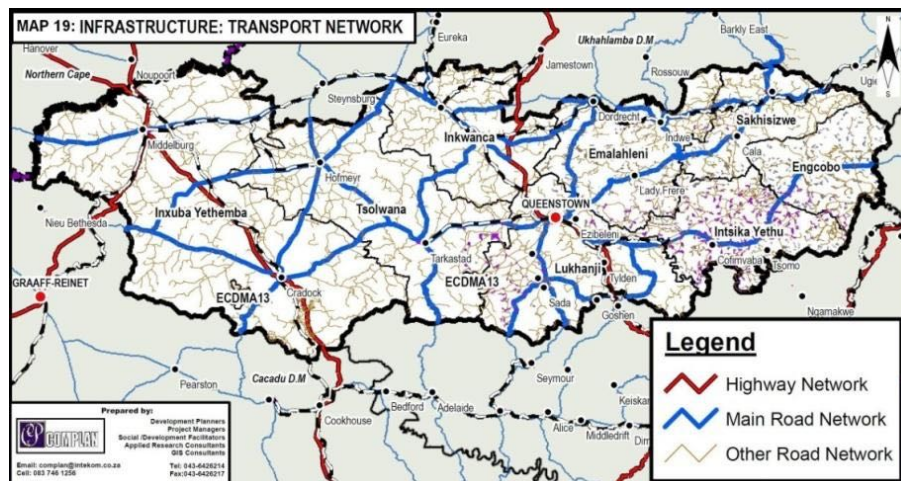 MAP 19: INFRASTRUCTURE: TRANSPORT NETWORK
Hanover
Eureka
Ukhahlamba D.M
Barkly East
N
S
Northern Cape
Noupoort
Jamestown
Rossouw
Ugie
Steynsburg
Dordrecht
Indwe
Sakhisizwe
Middelburg
Inkwanca
Emalahleni
Cala
Engcobo
Hofmeyr
Lady Frere
Inxuba Yethemba
Tsolwana
QUEENSTOWN
Nieu Bethesda
Ezibeleni
Intsika Yethu
GRAAFF-REINET
Tarkastad
Lukhanji
Cofimvaba
Tsomo
ECDMA13
Cradock
ECDMA13
Tylden
Sada
Goshen
Ngamakwe
Cacadu D.M
Pearston
Seymour
Keiskam
Cookhouse
Bedford
Adelaide
Alice
Middledrift
Dim
Legend
Highway Network
Main Road Network
Other Road Network
Prepared by:
COMPLAN
Development Planners
Project Managers
Social /Development Facilitators
Applied Research Consultants
GIS Consultants
Email: complan@intekom.co.za
Cell: 083 746 1256
Tel: 043-6426214
Fax:043-6426217